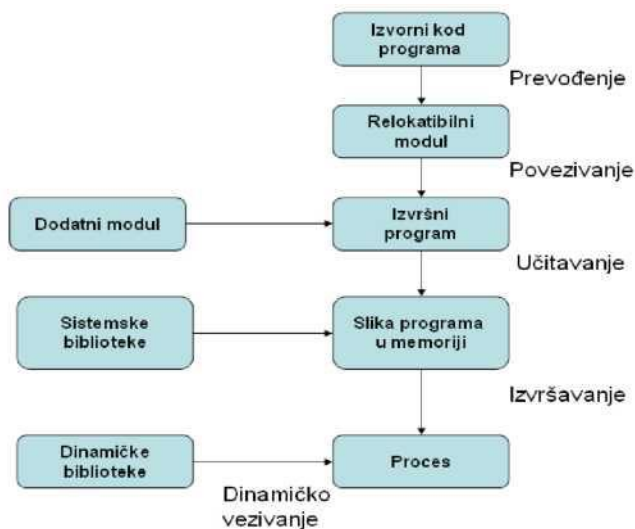 Izvorni kod
programa
Prevođenje
Relokatibilni
modul
Povezivanje
Dodatni modul
Izvršni
program
Učitavanje
Sistemske
biblioteke
Slika programa
u memoriji
Izvršavanje
Dinamičke
biblioteke
Proces
Dinamičko
vezivanje